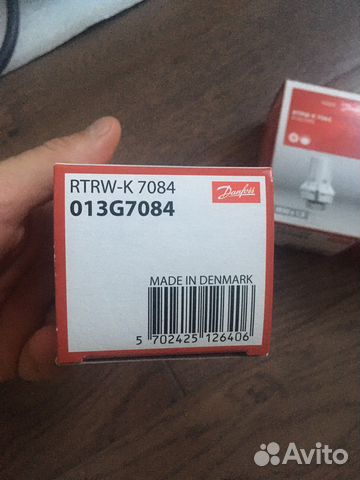 RTRW-K 7084
013G7084
Danfoss
MADE IN DENMARK
5 702425 126406
RTRW-K 7084
Avito